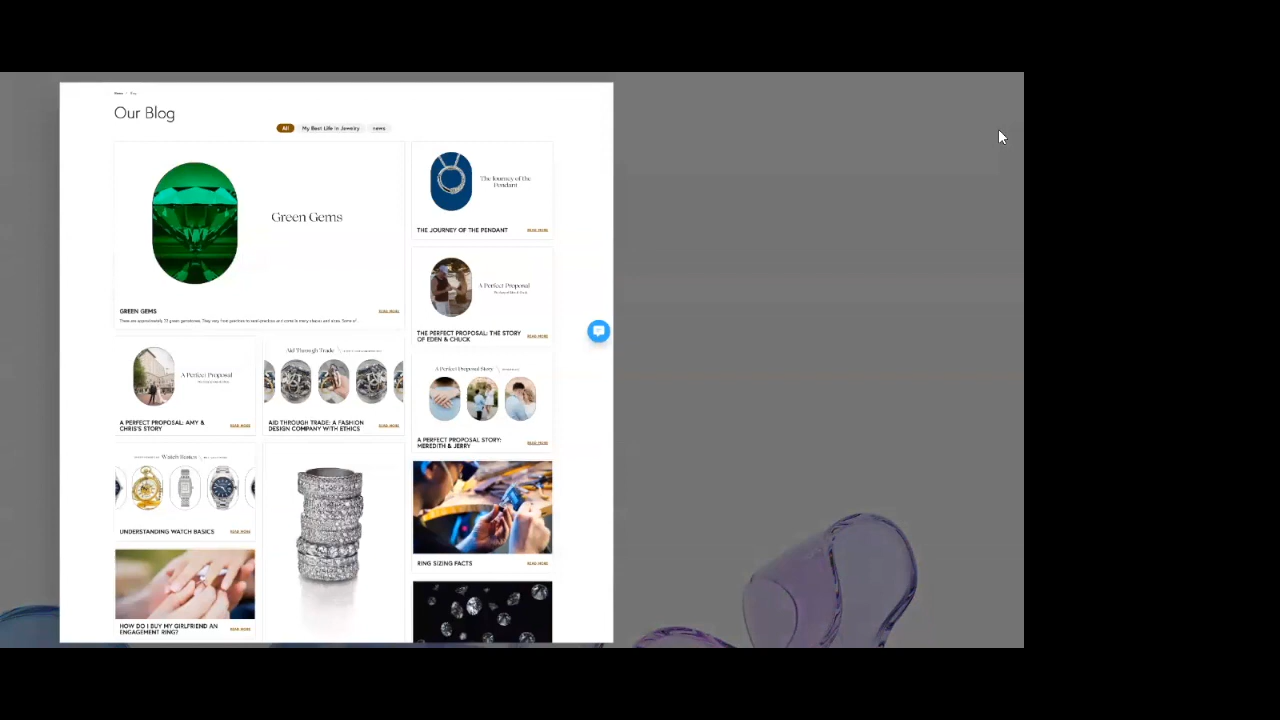 Our Blog
All
My Best Life In Jewelry
news
Green Gems
GREEN GEMS
READ MORE
The Journey of the
Pendant
THE JOURNEY OF THE PENDANT
READ MORE
A Perfect Proposal
THE PERFECT PROPOSAL: THE STORY
OF EDEN & CHUCK
READ MORE
A Perfect Proposal
A PERFECT PROPOSAL: AMY &
CHRIS'S STORY
READ MORE
Aid Through Trade
AID THROUGH TRADE: A FASHION
DESIGN COMPANY WITH ETHICS
READ MORE
A Perfect Proposal Story
A PERFECT PROPOSAL STORY:
MEREDITH & JERRY
READ MORE
Watch Basics
UNDERSTANDING WATCH BASICS
READ MORE
RING SIZING FACTS
READ MORE
HOW DO I BUY MY GIRLFRIEND AN
ENGAGEMENT RING?
READ MORE